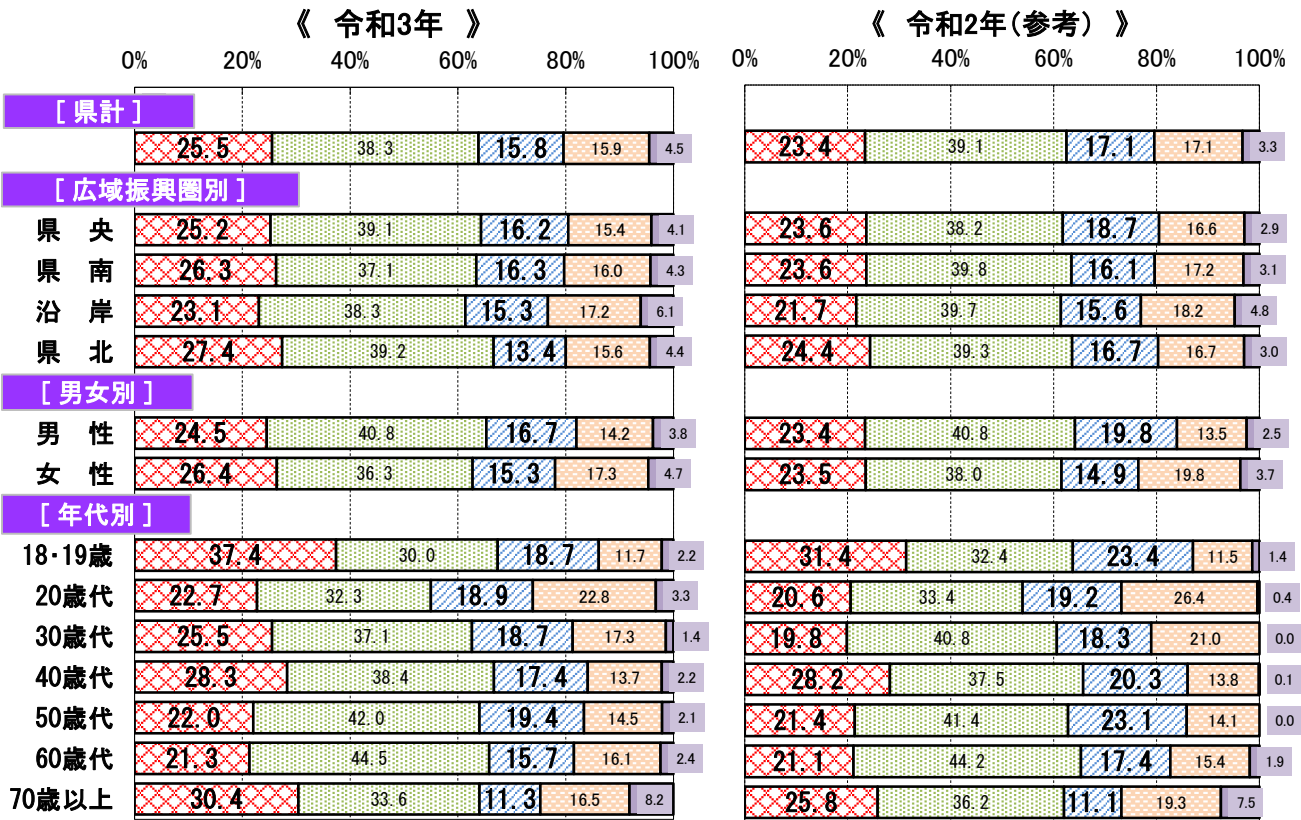 《 令和3年 》 《 令和2年(参考) 》
0% 20% 40% 60% 80% 100% 0% 20% 40% 60% 80% 100%
[ 県計 ]
25.5 38.3 15.8 15.9 4.5 23.4 39.1 17.1 17.1 3.3
[ 広域振興圏別 ]
県 央 25.2 39.1 16.2 15.4 4.1 23.6 38.2 18.7 16.6 2.9
県 南 26.3 37.1 16.3 16.0 4.3 23.6 39.8 16.1 17.2 3.1
沿 岸 23.1 38.3 15.3 17.2 6.1 21.7 39.7 15.6 18.2 4.8
県 北 27.4 39.2 13.4 15.6 4.4 24.4 39.3 16.7 16.7 3.0
[ 男女別 ]
男 性 24.5 40.8 16.7 14.2 3.8 23.4 40.8 19.8 13.5 2.5
女 性 26.4 36.3 15.3 17.3 4.7 23.5 38.0 14.9 19.8 3.7
[ 年代別 ]
18・19歳 37.4 30.0 18.7 11.7 2.2 31.4 32.4 23.4 11.5 1.4
20歳代 22.7 32.3 18.9 22.8 3.3 20.6 33.4 19.2 26.4 0.4
30歳代 25.5 37.1 18.7 17.3 1.4 19.8 40.8 18.3 21.0 0.0
40歳代 28.3 38.4 17.4 13.7 2.2 28.2 37.5 20.3 13.8 0.1
50歳代 22.0 42.0 19.4 14.5 2.1 21.4 41.4 23.1 14.1 0.0
60歳代 21.3 44.5 15.7 16.1 2.4 21.1 44.2 17.4 15.4 1.9
70歳以上 30.4 33.6 11.3 16.5 8.2 25.8 36.2 11.1 19.3 7.5